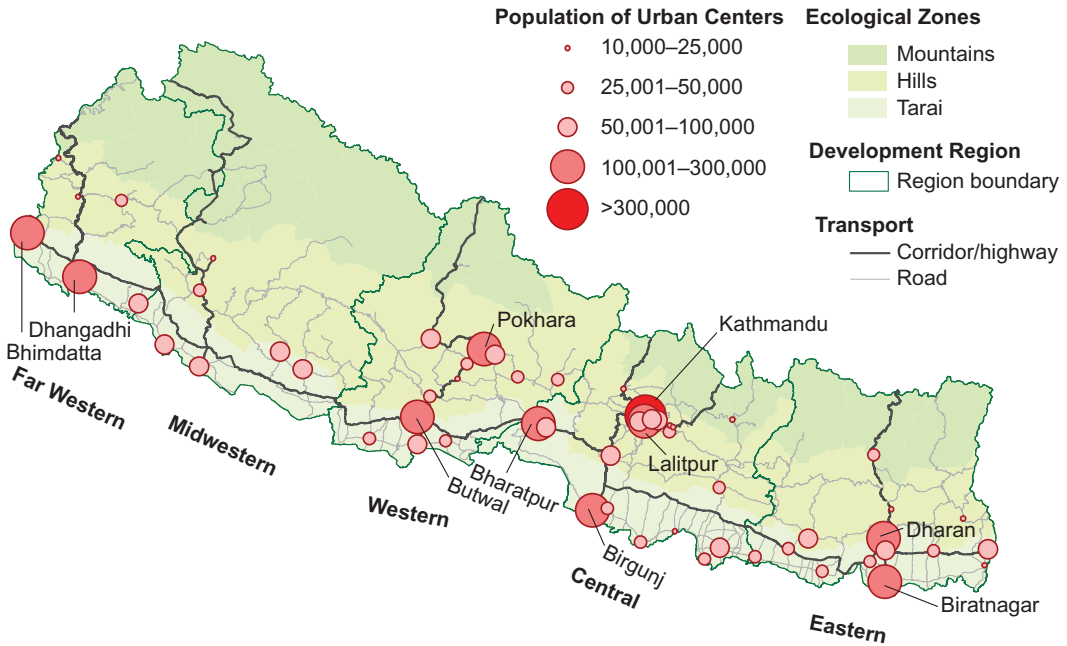 Population of Urban Centers
10,000–25,000
25,001–50,000
50,001–100,000
100,001–300,000
>300,000
Ecological Zones
Mountains
Hills
Tarai
Development Region
Region boundary
Transport
Corridor/highway
Road
Kathmandu
Pokhara
Dhangadhi
Bhimdatta
Far Western
Midwestern
Lalitpur
Bharatpur
Butwal
Western
Dharan
Birgunj
Central
Biratnagar
Eastern